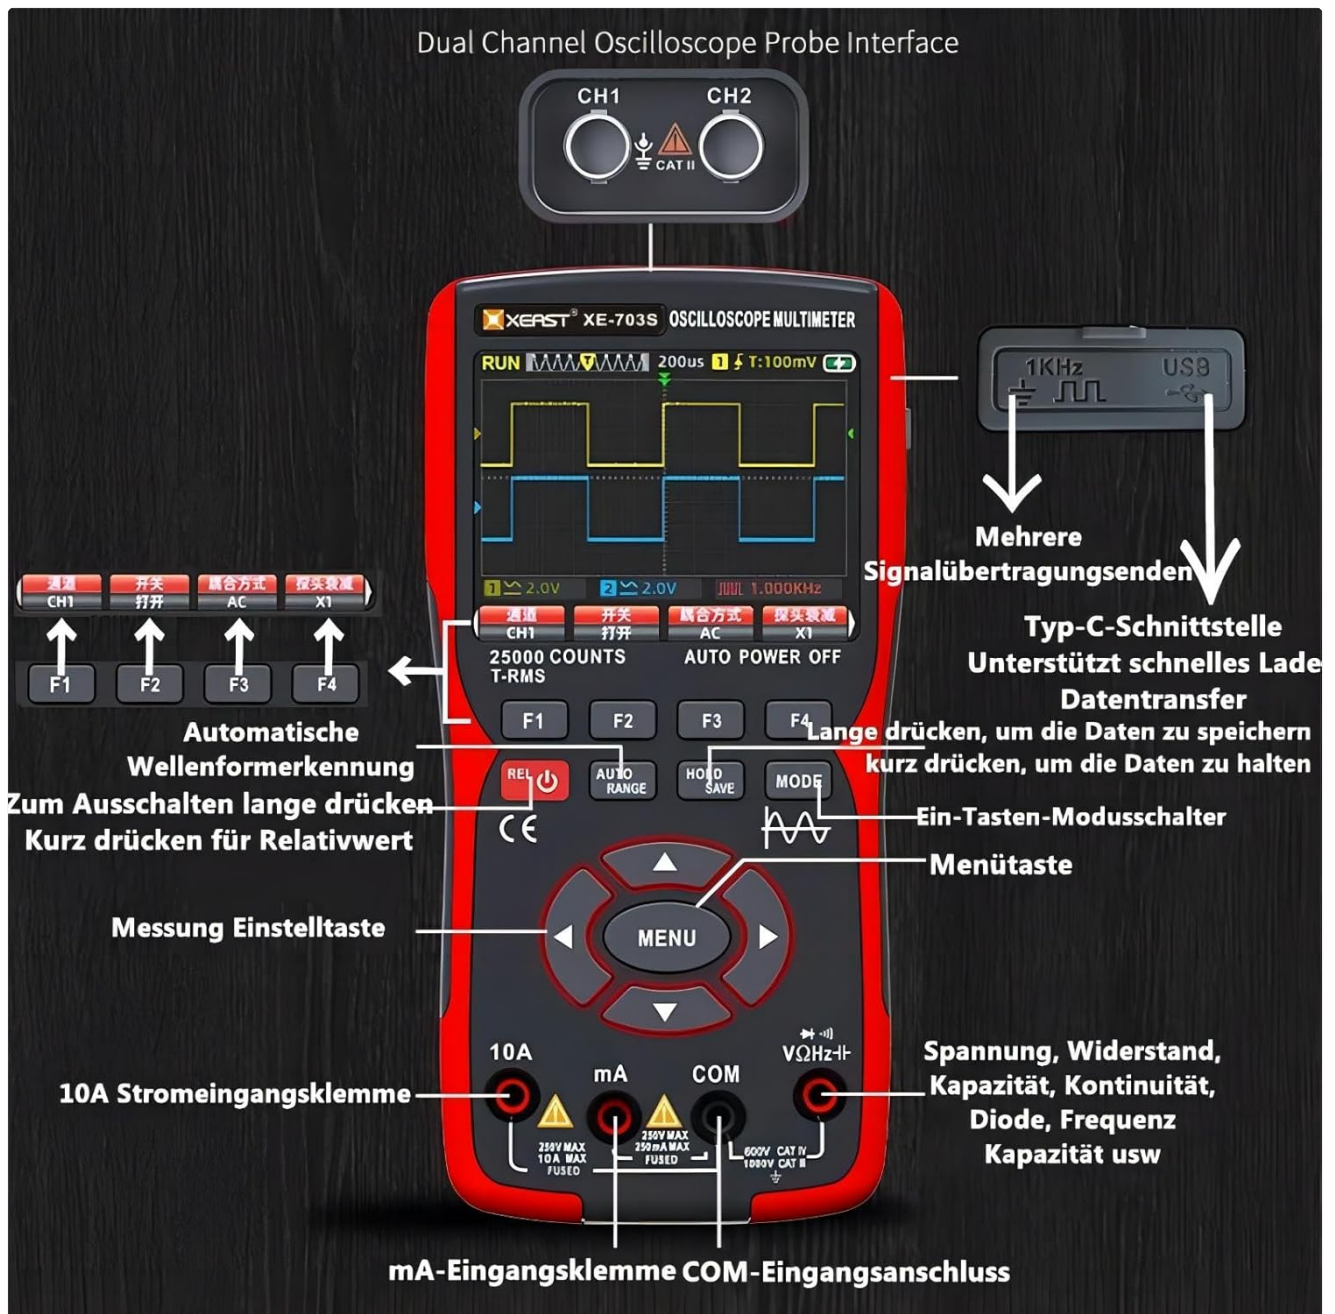 Dual Channel Oscilloscope Probe Interface
CH1 CH2
CAT II
XEAST® XE-703S OSCILLOSCOPE MULTIMETER
RUN T 200us 1 T:100mV
1 2.0V 2 2.0V 1.000KHz
通道 开关 耦合方式 探头衰减
CH1 打开 AC X1
25000 COUNTS AUTO POWER OFF
T-RMS
F1 F2 F3 F4
REL AUTO RANGE HOLD SAVE MODE
CE
MENU
10A mA COM VΩHz
250V MAX
10A MAX
FUSED
250V MAX
250mA MAX
FUSED
600V CAT IV
1000V CAT III
1KHz USB
Mehrere
Signalübertragungsenden
Typ-C-Schnittstelle
Unterstützt schnelles Lade
Datentransfer
Lange drücken, um die Daten zu speichern
kurz drücken, um die Daten zu halten
Ein-Tasten-Modusschalter
Menütaste
通道 开关 耦合方式 探头衰减
CH1 打开 AC X1
F1 F2 F3 F4
Automatische
Wellenformerkennung
Zum Ausschalten lange drücken
Kurz drücken für Relativwert
Messung Einstelltaste
10A Stromeingangsklemme
Spannung, Widerstand,
Kapazität, Kontinuität,
Diode, Frequenz
Kapazität usw
mA-Eingangsklemme COM-Eingangsanschluss